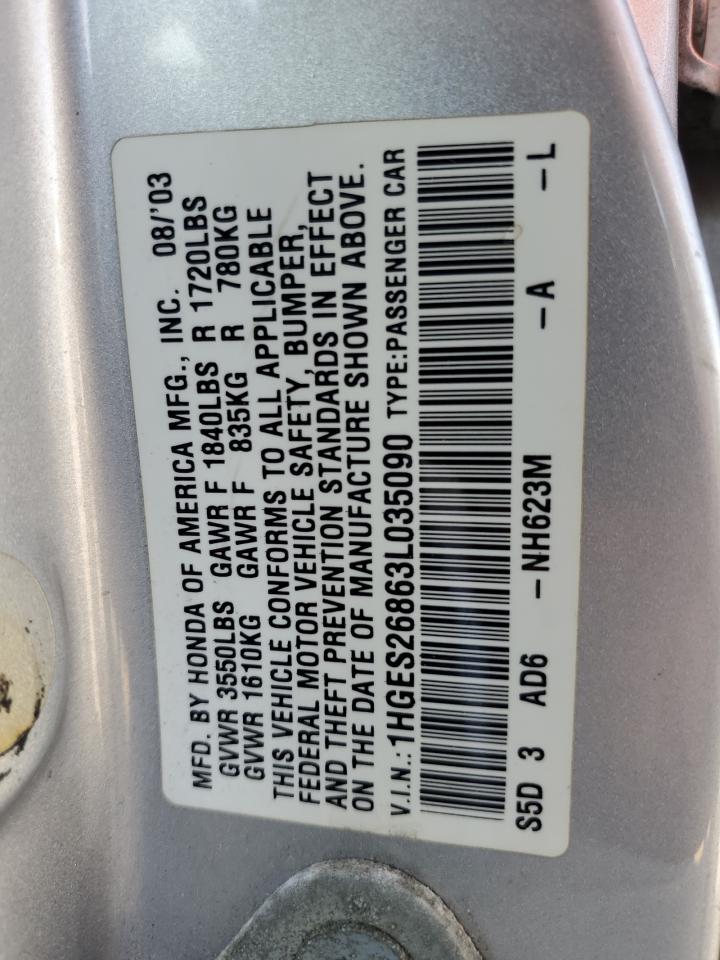 MFD. BY HONDA OF AMERICA MFG., INC. 08/'03
GVWR 3550LBS GAWR F 1840LBS R 1720LBS
GVWR 1610KG GAWR F 835KG R 780KG
THIS VEHICLE CONFORMS TO ALL APPLICABLE
FEDERAL MOTOR VEHICLE SAFETY, BUMPER,
AND THEFT PREVENTION STANDARDS IN EFFECT
ON THE DATE OF MANUFACTURE SHOWN ABOVE.
V.I.N.: 1HGES26863L035090 TYPE:PASSENGER CAR
S5D 3 AD6 -NH623M -A -L